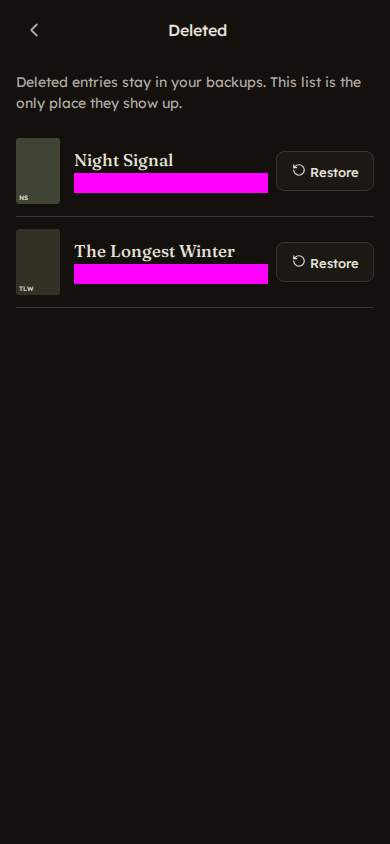 Deleted
Deleted entries stay in your backups. This list is the
only place they show up.
Night Signal
NS
Restore
The Longest Winter
TLW
Restore